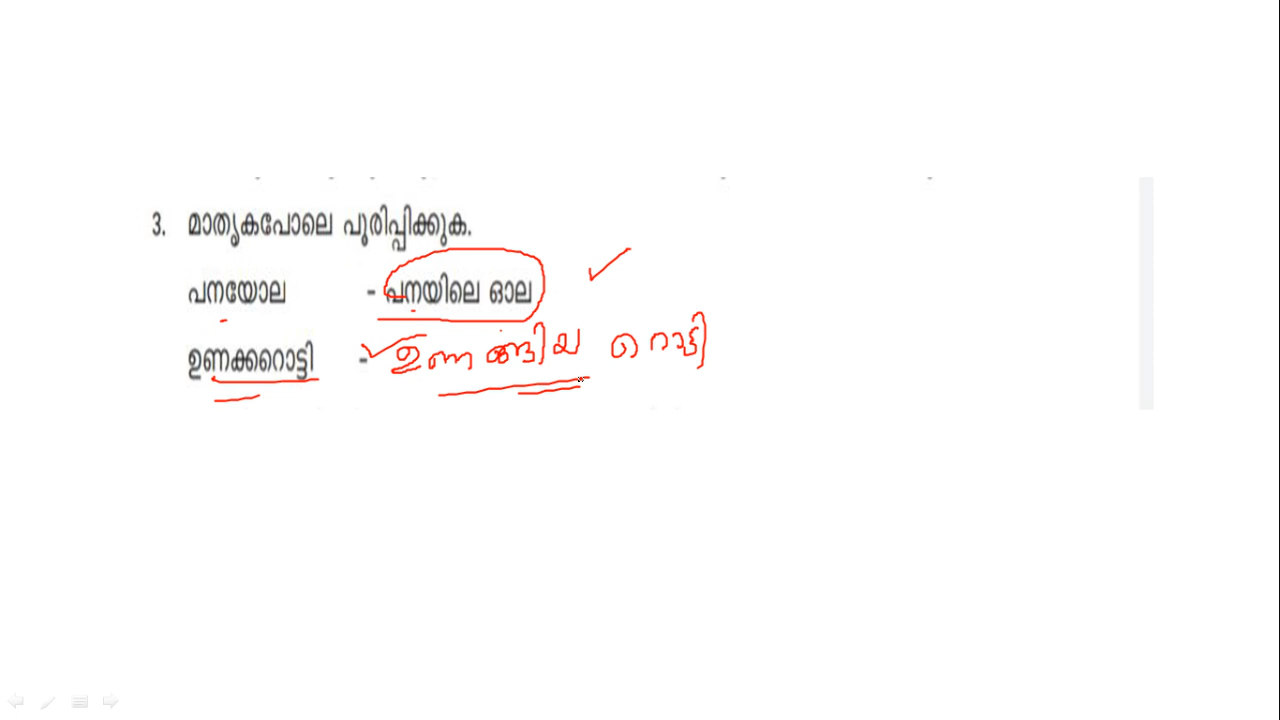 3. മാതൃകപോലെ പൂരിപ്പിക്കുക.
പനയോല - പനയിലെ ഓല
ഉണക്കറൊട്ടി - ഉണങ്ങിയ റൊട്ടി